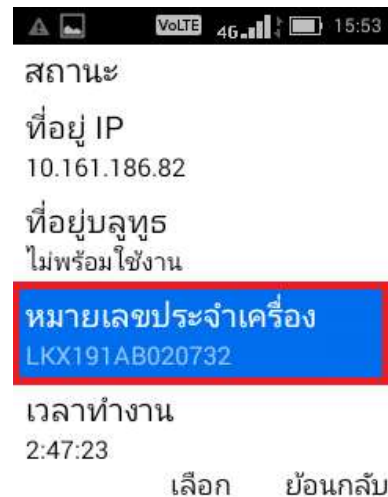 VoLTE 4G 15:53
สถานะ
ที่อยู่ IP
10.161.186.82
ที่อยู่บลูทูธ
ไม่พร้อมใช้งาน
หมายเลขประจำเครื่อง
LKX191AB020732
เวลาทำงาน
2:47:23
เลือก ย้อนกลับ